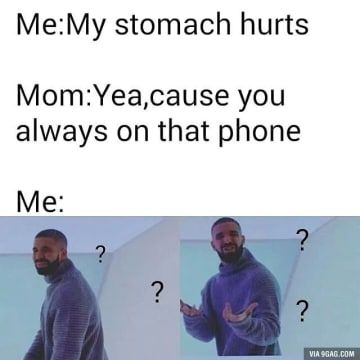 Me:My stomach hurts
Mom:Yea,cause you
always on that phone
Me:
?
?
?
?
VIA 9GAG.COM